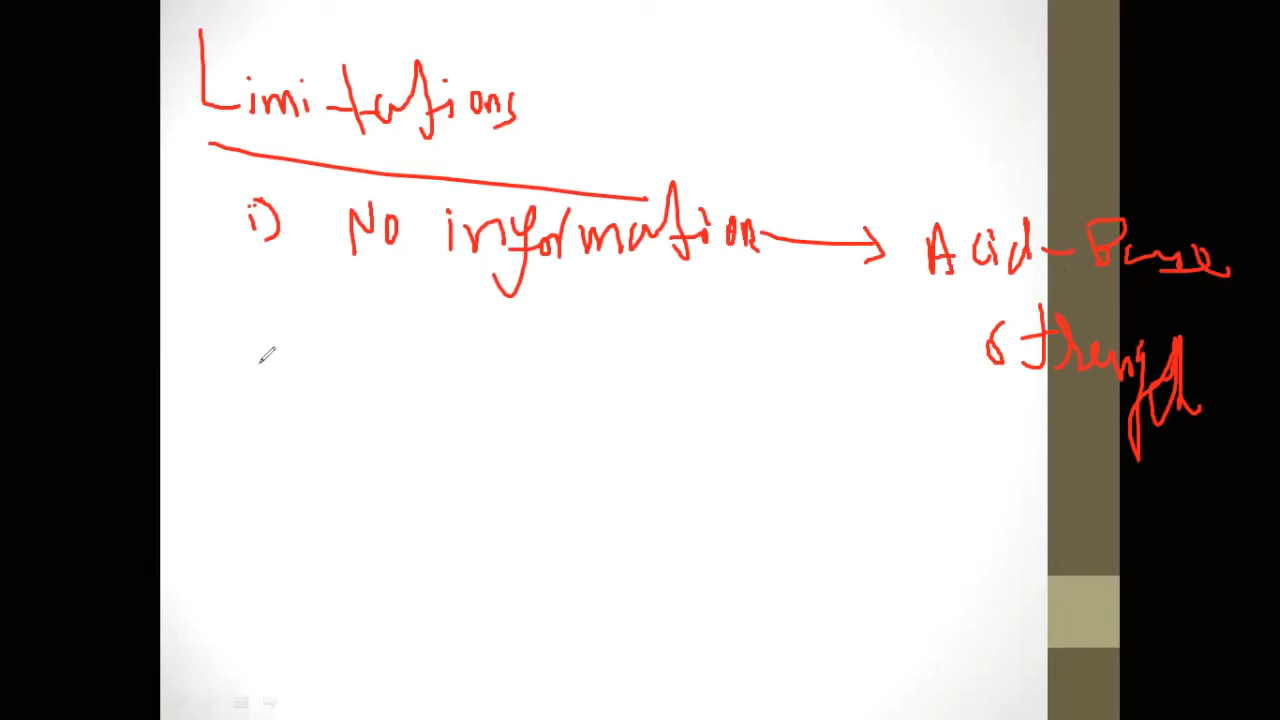 Limitations
i) No information → Acid-Base
strength